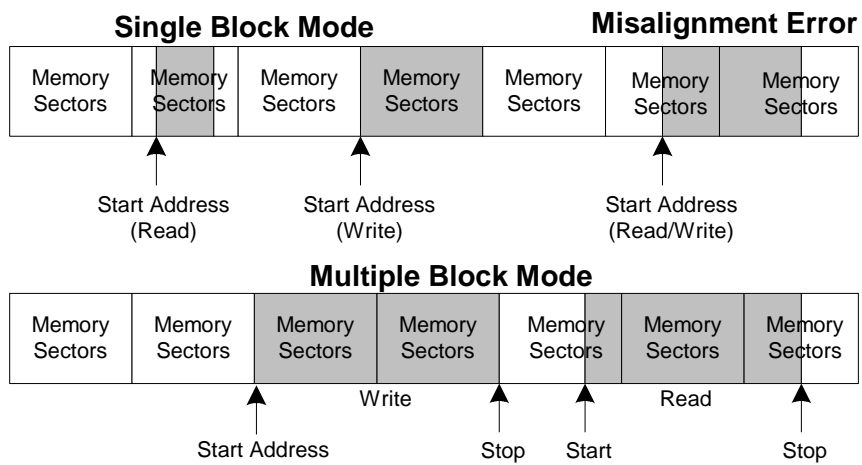 Single Block Mode
Misalignment Error
Memory Sectors
Memory Sectors
Memory Sectors
Memory Sectors
Memory Sectors
Memory Sectors
Memory Sectors
Start Address
(Read)
Start Address
(Write)
Start Address
(Read/Write)
Multiple Block Mode
Memory Sectors
Memory Sectors
Memory Sectors
Memory Sectors
Memory Sectors
Memory Sectors
Memory Sectors
Write
Read
Start Address
Stop
Start
Stop